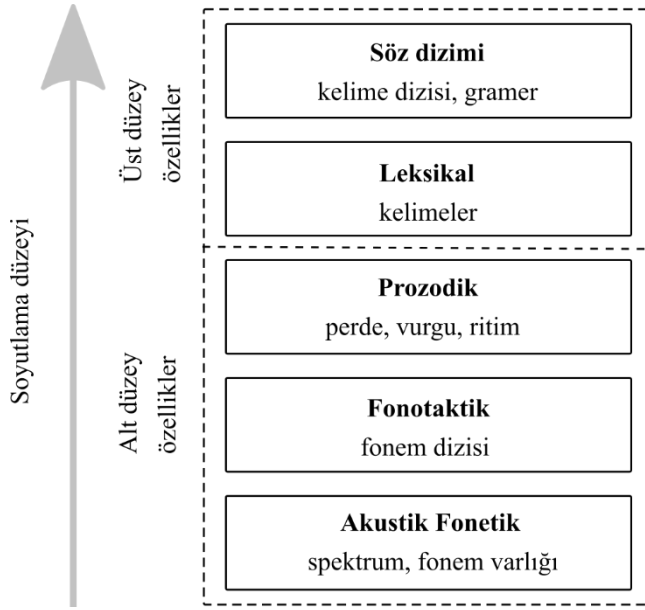 Soyutlama düzeyi
Üst düzey
özellikler
Söz dizimi
kelime dizisi, gramer
Leksikal
kelimeler
Alt düzey
özellikler
Prozodik
perde, vurgu, ritim
Fonotaktik
fonem dizisi
Akustik Fonetik
spektrum, fonem varlığı